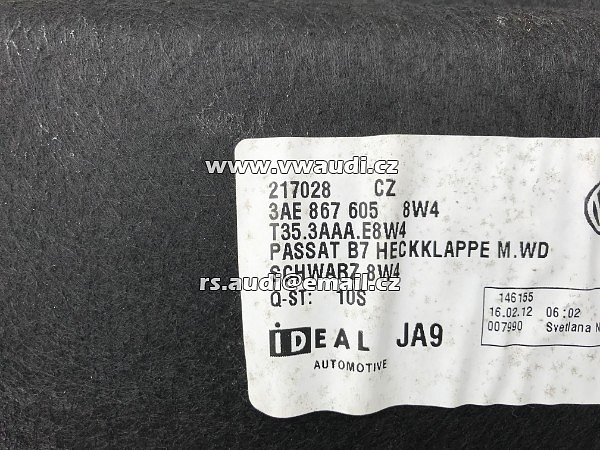 www.vwaudi.cz
217028 CZ
3AE 867 605 8W4
T35.3AAA.E8W4
PASSAT B7 HECKKLAPPE M.WD
SCHWARZ 8W4
rs.audi@email.cz
Q-ST: 10S
146155
16.02.12 06:02
007990 Svetlana N
iDEAL JA9
AUTOMOTIVE